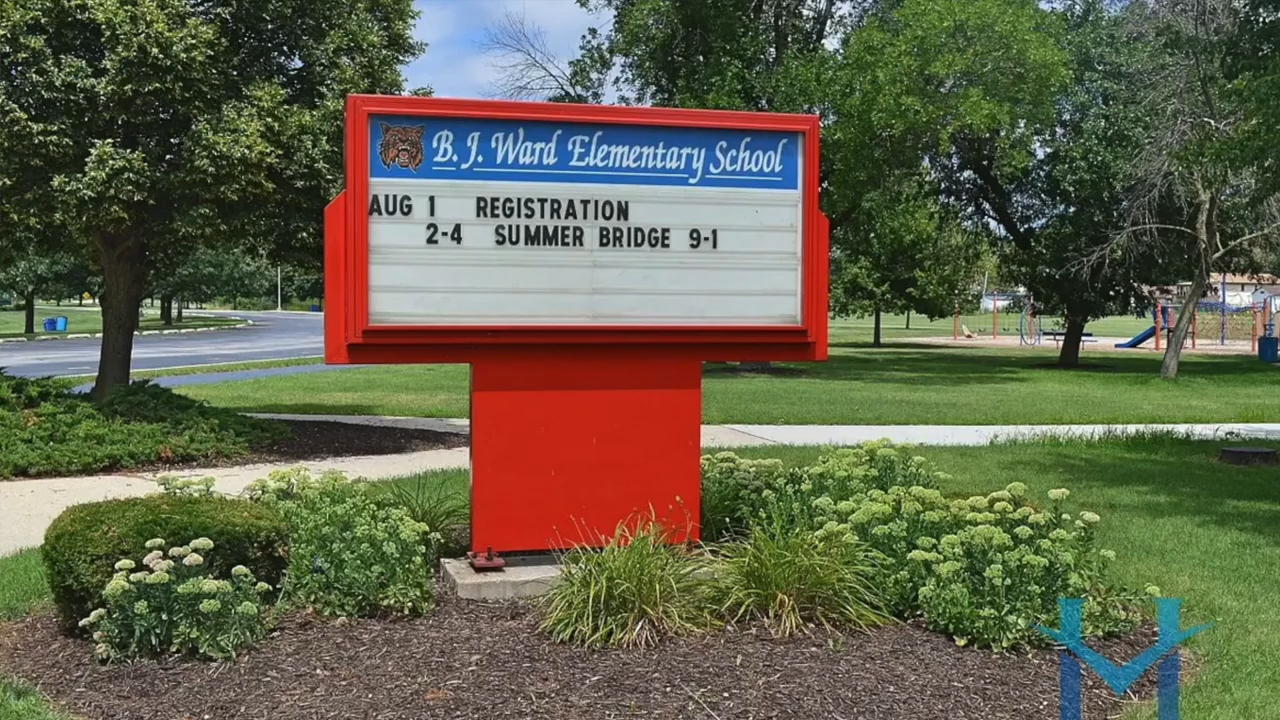 B. J. Ward Elementary School
AUG 1 REGISTRATION
2-4 SUMMER BRIDGE 9-1